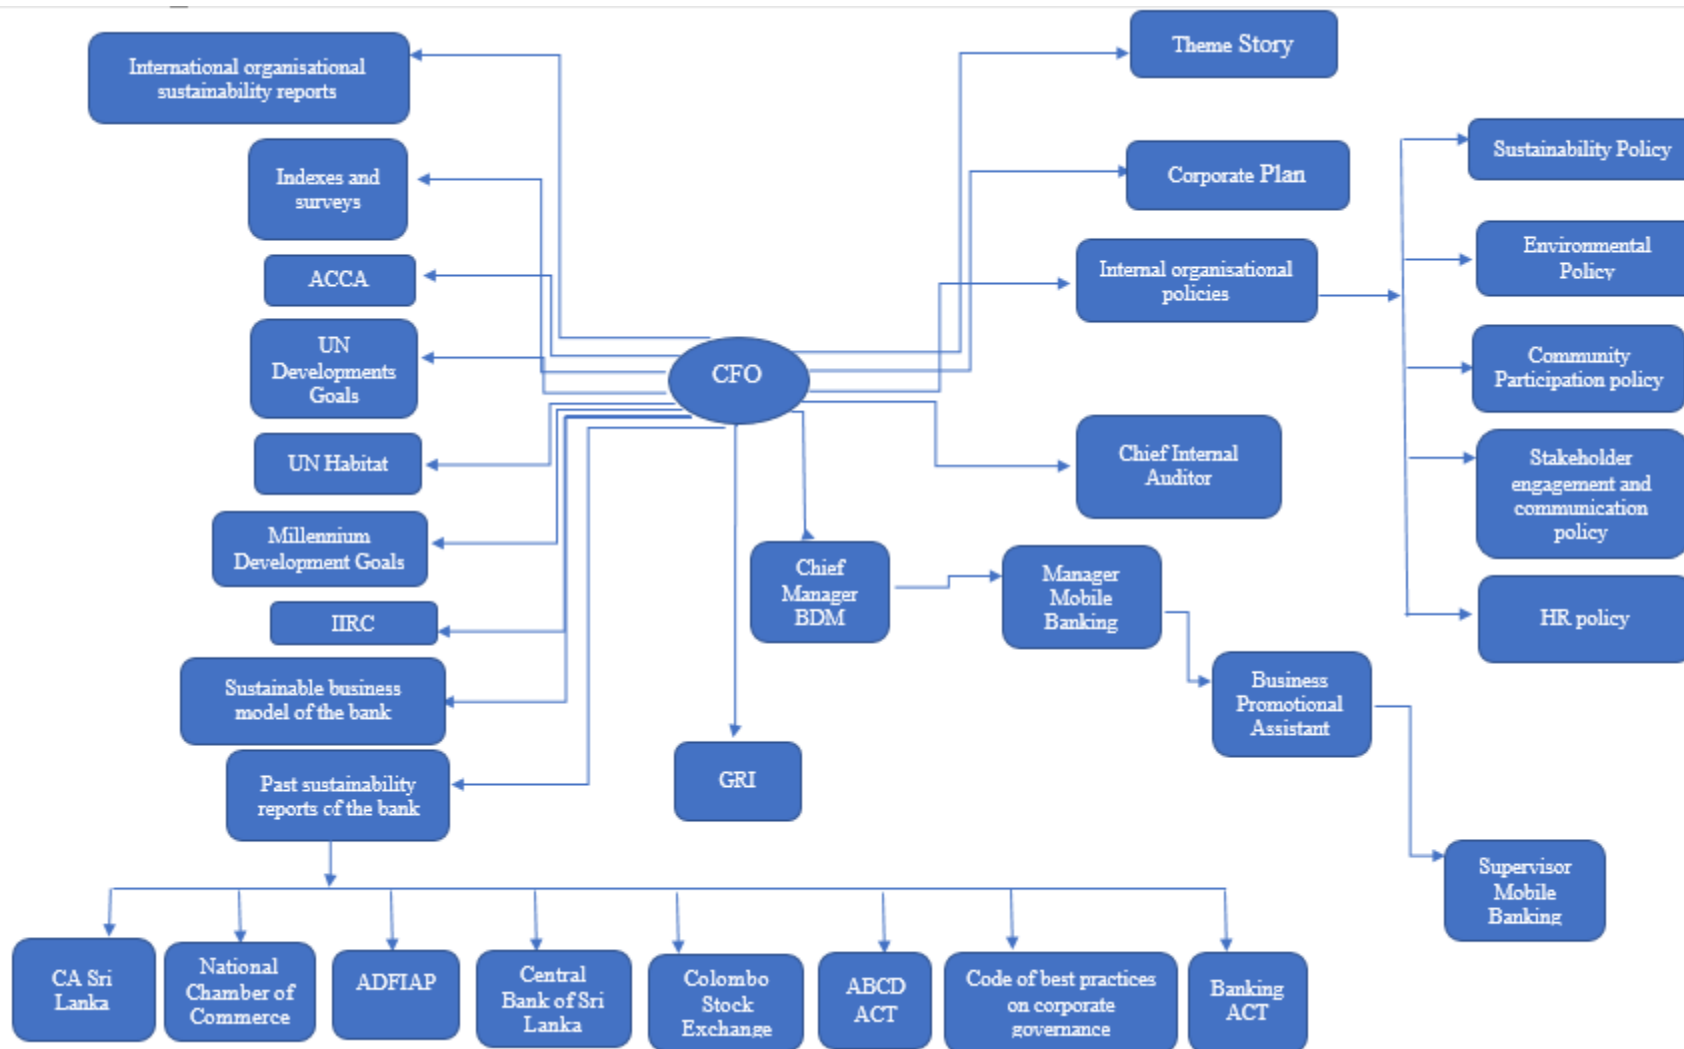 International organisational
sustainability reports
Indexes and
surveys
ACCA
UN
Developments
Goals
UN Habitat
Millennium
Development Goals
IIRC
Sustainable business
model of the bank
Past sustainability
reports of the bank
CFO
Theme Story
Corporate Plan
Internal organisational
policies
Chief Internal
Auditor
Sustainability Policy
Environmental
Policy
Community
Participation policy
Stakeholder
engagement and
communication
policy
HR policy
Chief
Manager
BDM
Manager
Mobile
Banking
Business
Promotional
Assistant
Supervisor
Mobile
Banking
GRI
CA Sri
Lanka
National
Chamber of
Commerce
ADFIAP
Central
Bank of Sri
Lanka
Colombo
Stock
Exchange
ABCD
ACT
Code of best practices
on corporate
governance
Banking
ACT